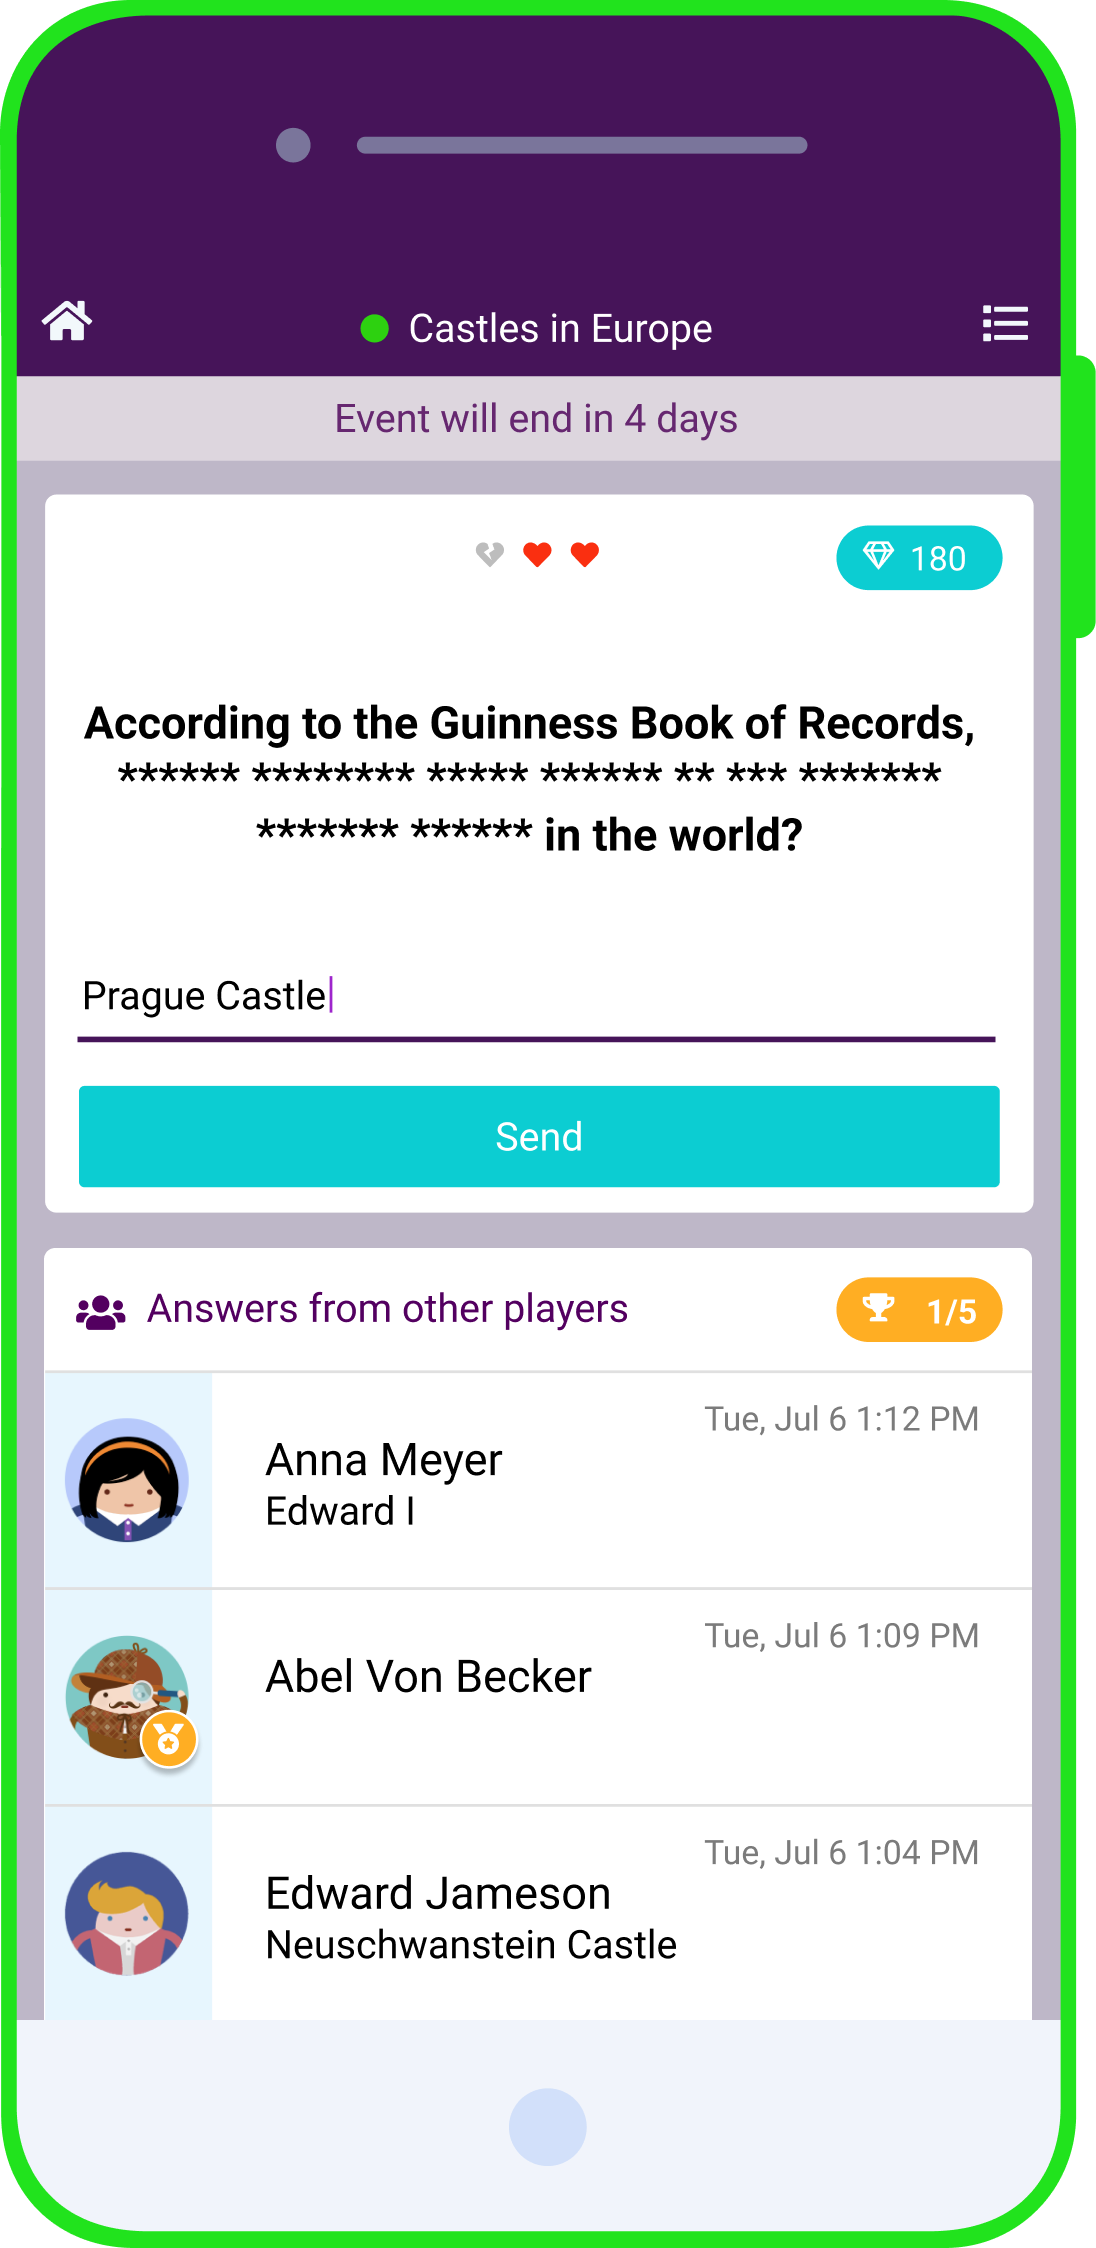 Castles in Europe
Event will end in 4 days
180
According to the Guinness Book of Records,
****** ******** ***** ****** ** *** *******
******* ****** in the world?
Prague Castle
Send
Answers from other players
1/5
Tue, Jul 6 1:12 PM
Anna Meyer
Edward I
Tue, Jul 6 1:09 PM
Abel Von Becker
Tue, Jul 6 1:04 PM
Edward Jameson
Neuschwanstein Castle